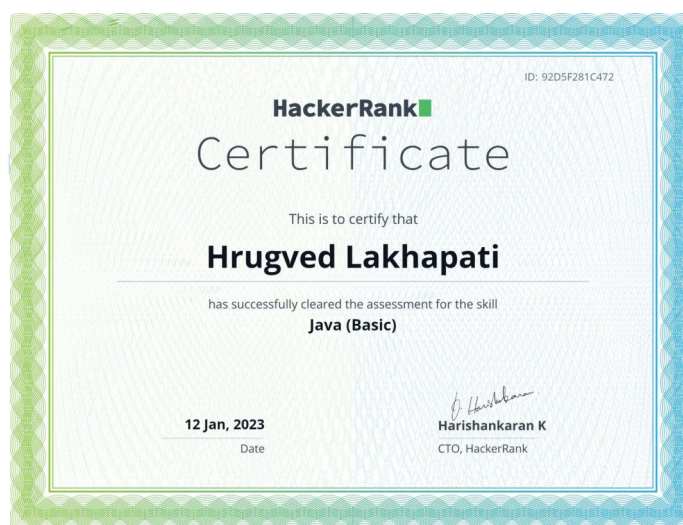 ID: 92D5F281C472
HackerRank
Certificate
This is to certify that
Hrugved Lakhapati
has successfully cleared the assessment for the skill
Java (Basic)
12 Jan, 2023
Date
Harishankaran K
CTO, HackerRank